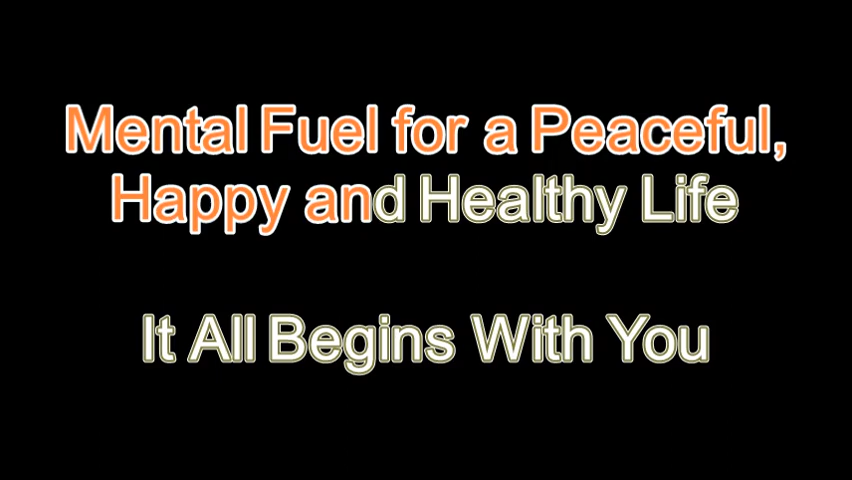 Mental Fuel for a Peaceful,
Happy and Healthy Life
It All Begins With You